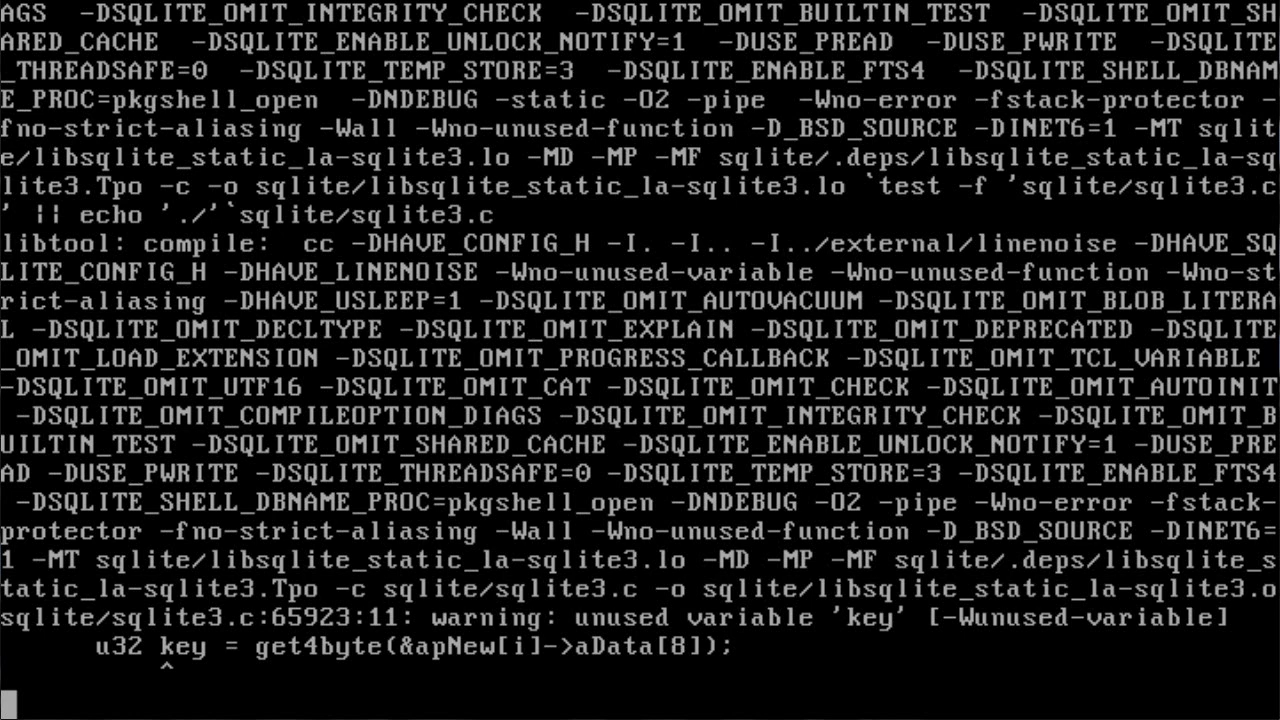 AGS  -DSQLITE_OMIT_INTEGRITY_CHECK  -DSQLITE_OMIT_BUILTIN_TEST  -DSQLITE_OMIT_SH
ARED_CACHE  -DSQLITE_ENABLE_UNLOCK_NOTIFY=1  -DUSE_PREAD  -DUSE_PWRITE  -DSQLITE
_THREADSAFE=0  -DSQLITE_TEMP_STORE=3  -DSQLITE_ENABLE_FTS4  -DSQLITE_SHELL_DBNAM
E_PROC=pkgshell_open  -DNDEBUG -static -O2 -pipe  -Wno-error -fstack-protector -
fno-strict-aliasing -Wall -Wno-unused-function -D_BSD_SOURCE -DINET6=1 -MT sqlit
e/libsqlite_static_la-sqlite3.lo -MD -MP -MF sqlite/.deps/libsqlite_static_la-sq
lite3.Tpo -c -o sqlite/libsqlite_static_la-sqlite3.lo `test -f 'sqlite/sqlite3.c
' || echo './'`sqlite/sqlite3.c
libtool: compile:  cc -DHAVE_CONFIG_H -I. -I.. -I../external/linenoise -DHAVE_SQ
LITE_CONFIG_H -DHAVE_LINENOISE -Wno-unused-variable -Wno-unused-function -Wno-st
rict-aliasing -DHAVE_USLEEP=1 -DSQLITE_OMIT_AUTOVACUUM -DSQLITE_OMIT_BLOB_LITERA
L -DSQLITE_OMIT_DECLTYPE -DSQLITE_OMIT_EXPLAIN -DSQLITE_OMIT_DEPRECATED -DSQLITE
_OMIT_LOAD_EXTENSION -DSQLITE_OMIT_PROGRESS_CALLBACK -DSQLITE_OMIT_TCL_VARIABLE
-DSQLITE_OMIT_UTF16 -DSQLITE_OMIT_CAT -DSQLITE_OMIT_CHECK -DSQLITE_OMIT_AUTOINIT
 -DSQLITE_OMIT_COMPILEOPTION_DIAGS -DSQLITE_OMIT_INTEGRITY_CHECK -DSQLITE_OMIT_B
UILTIN_TEST -DSQLITE_OMIT_SHARED_CACHE -DSQLITE_ENABLE_UNLOCK_NOTIFY=1 -DUSE_PRE
AD -DUSE_PWRITE -DSQLITE_THREADSAFE=0 -DSQLITE_TEMP_STORE=3 -DSQLITE_ENABLE_FTS4
 -DSQLITE_SHELL_DBNAME_PROC=pkgshell_open -DNDEBUG -O2 -pipe -Wno-error -fstack-
protector -fno-strict-aliasing -Wall -Wno-unused-function -D_BSD_SOURCE -DINET6=
1 -MT sqlite/libsqlite_static_la-sqlite3.lo -MD -MP -MF sqlite/.deps/libsqlite_s
tatic_la-sqlite3.Tpo -c sqlite/sqlite3.c -o sqlite/libsqlite_static_la-sqlite3.o
sqlite/sqlite3.c:65923:11: warning: unused variable 'key' [-Wunused-variable]
      u32 key = get4byte(&apNew[i]->aData[8]);
          ^